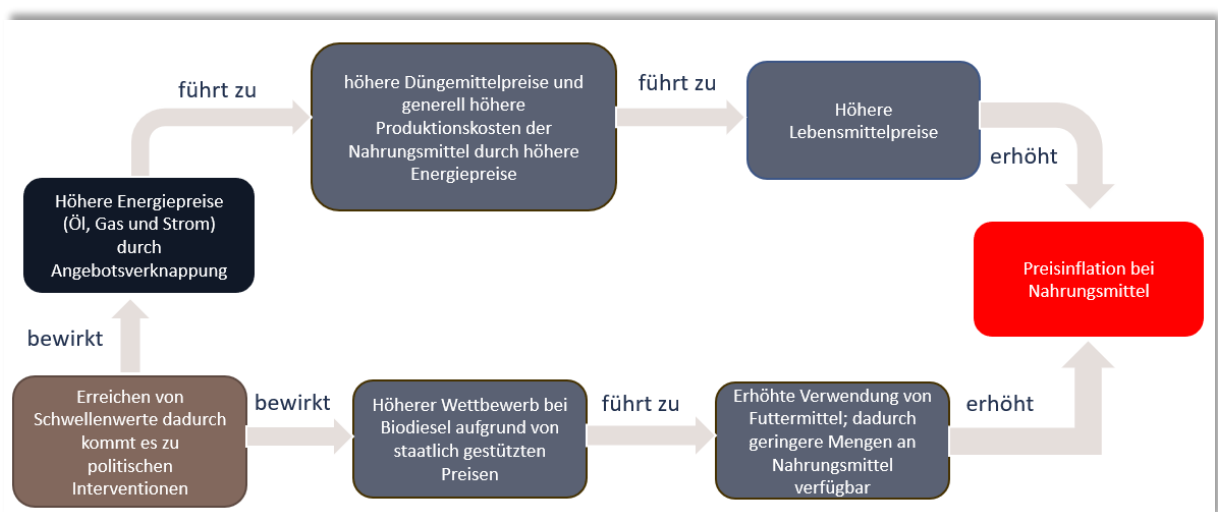 führt zu
höhere Düngemittelpreise und
generell höhere
Produktionskosten der
Nahrungsmittel durch höhere
Energiepreise
führt zu
Höhere
Lebensmittelpreise
erhöht
Höhere Energiepreise
(Öl, Gas und Strom)
durch
Angebotsverknappung
Preisinflation bei
Nahrungsmittel
bewirkt
Erreichen von
Schwellenwerte dadurch
kommt es zu
politischen
Interventionen
bewirkt
Höherer Wettbewerb bei
Biodiesel aufgrund von
staatlich gestützten
Preisen
führt zu
Erhöhte Verwendung von
Futtermittel; dadurch
geringere Mengen an
Nahrungsmittel
verfügbar
erhöht